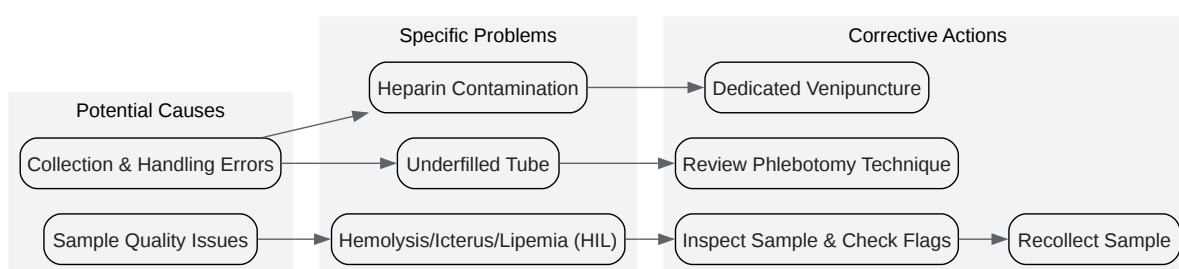 Potential Causes
Collection & Handling Errors
Sample Quality Issues
Specific Problems
Heparin Contamination
Underfilled Tube
Hemolysis/Icterus/Lipemia (HIL)
Corrective Actions
Dedicated Venipuncture
Review Phlebotomy Technique
Inspect Sample & Check Flags
Recollect Sample